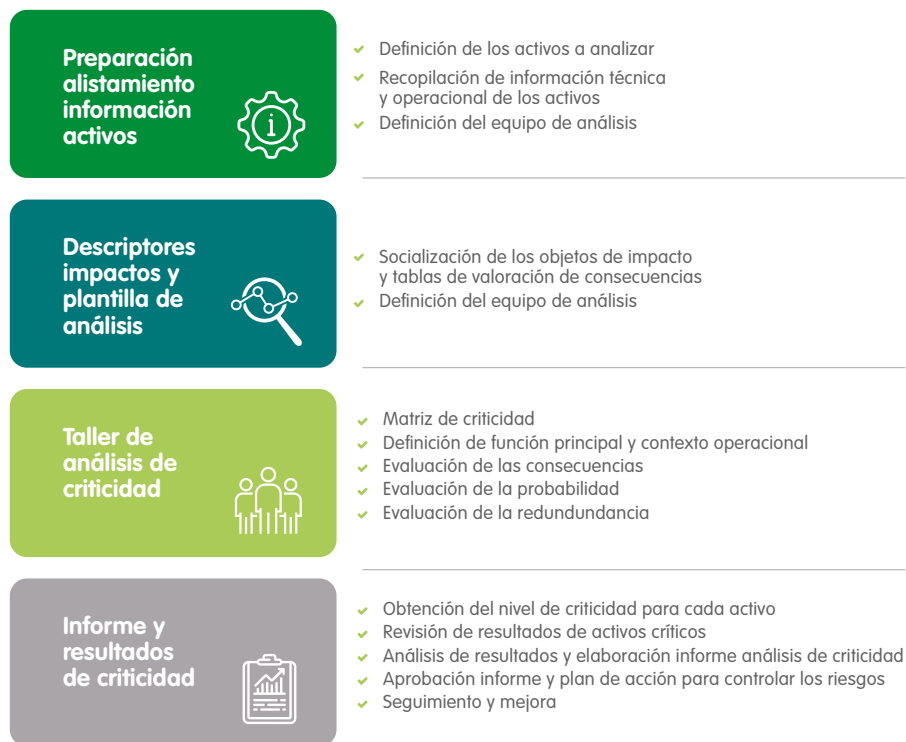 Preparación
alistamiento
información
activos
i
Definición de los activos a analizar
Recopilación de información técnica
y operacional de los activos
Definición del equipo de análisis
Descriptores
impactos y
plantilla de
análisis
Socialización de los objetos de impacto
y tablas de valoración de consecuencias
Definición del equipo de análisis
Taller de
análisis de
criticidad
Matriz de criticidad
Definición de función principal y contexto operacional
Evaluación de las consecuencias
Evaluación de la probabilidad
Evaluación de la redundundancia
Informe y
resultados
de criticidad
Obtención del nivel de criticidad para cada activo
Revisión de resultados de activos críticos
Análisis de resultados y elaboración informe análisis de criticidad
Aprobación informe y plan de acción para controlar los riesgos
Seguimiento y mejora